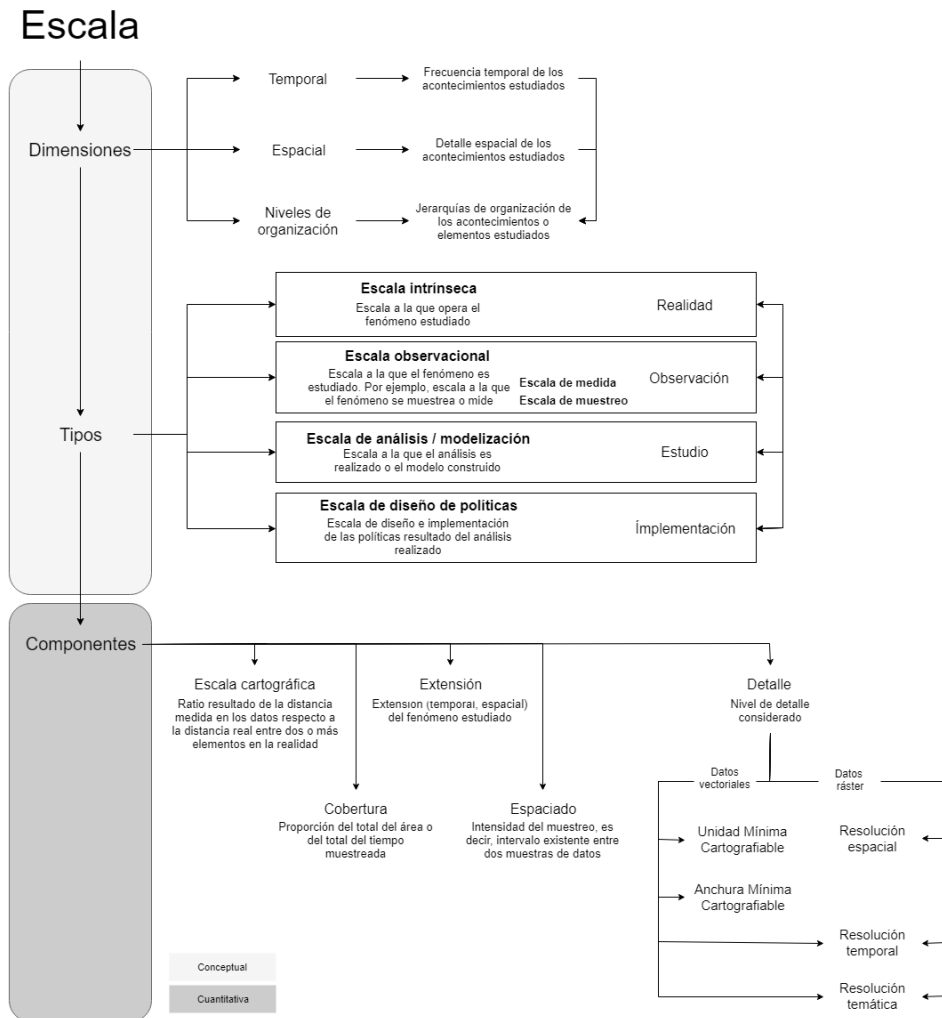 Escala
Dimensiones
Temporal
Frecuencia temporal de los
acontecimientos estudiados
Espacial
Detalle espacial de los
acontecimientos estudiados
Niveles de
organización
Jerarquías de organización de
los acontecimientos o
elementos estudiados
Tipos
Escala intrínseca
Escala a la que opera el
fenómeno estudiado
Realidad
Escala observacional
Escala a la que el fenómeno es
estudiado. Por ejemplo, escala a la que
el fenómeno se muestrea o mide
Escala de medida
Escala de muestreo
Observación
Escala de análisis / modelización
Escala a la que el análisis es
realizado o el modelo construido
Estudio
Escala de diseño de políticas
Escala de diseño e implementación
de las políticas resultado del análisis
realizado
Ímplementación
Componentes
Escala cartográfica
Ratio resultado de la distancia
medida en los datos respecto a
la distancia real entre dos o más
elementos en la realidad
Extensión
Extensión (temporal, espacial)
del fenómeno estudiado
Detalle
Nivel de detalle
considerado
Cobertura
Proporción del total del área o
del total del tiempo
muestreada
Espaciado
Intensidad del muestreo, es
decir, intervalo existente entre
dos muestras de datos
Datos
vectoriales
Datos
ráster
Unidad Mínima
Cartografiable
Resolución
espacial
Anchura Mínima
Cartografiable
Resolución
temporal
Resolución
temática
Conceptual
Cuantitativa